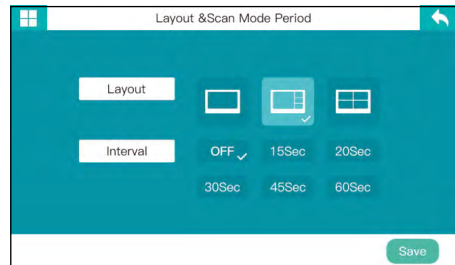 Layout &Scan Mode Period
Layout
Interval
OFF 15Sec 20Sec
30Sec 45Sec 60Sec
Save